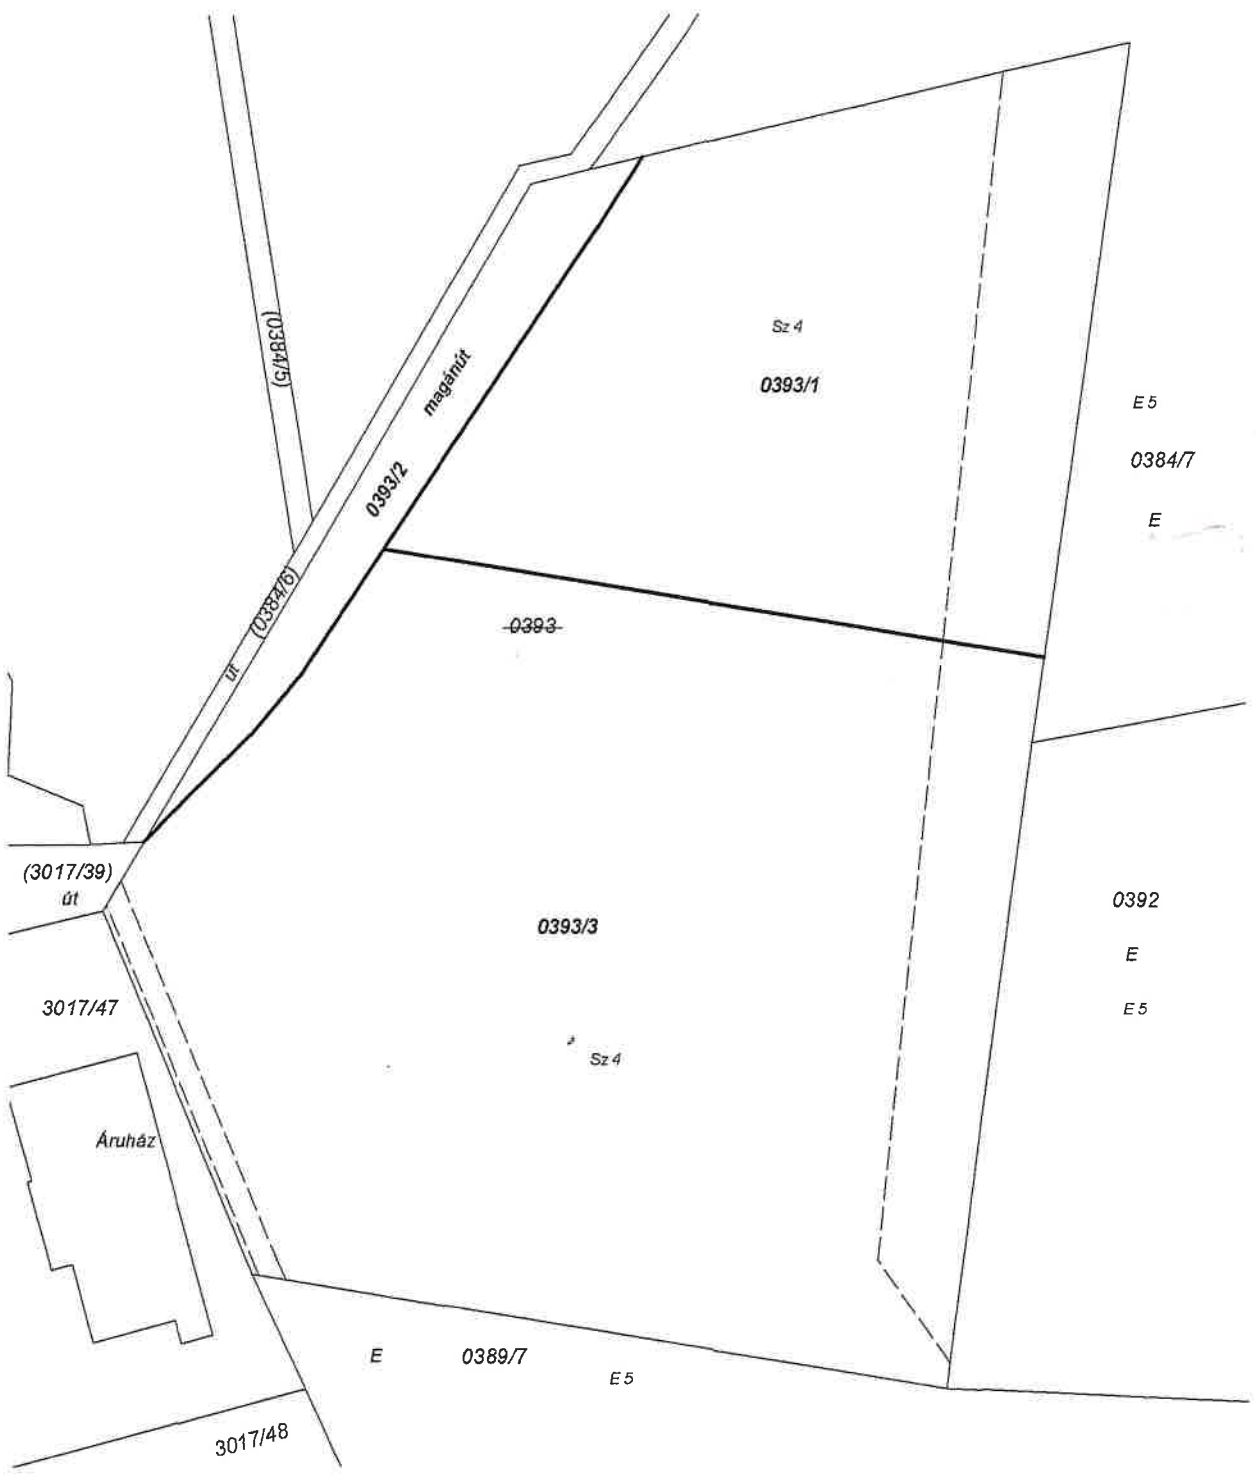 (0384/5)
Sz 4
0393/1
magánút
E 5
0384/7
0393/2
E
út (0384/6)
0393
(3017/39)
út
0392
0393/3
E
3017/47
E 5
Sz 4
Áruház
E
0389/7
E 5
3017/48